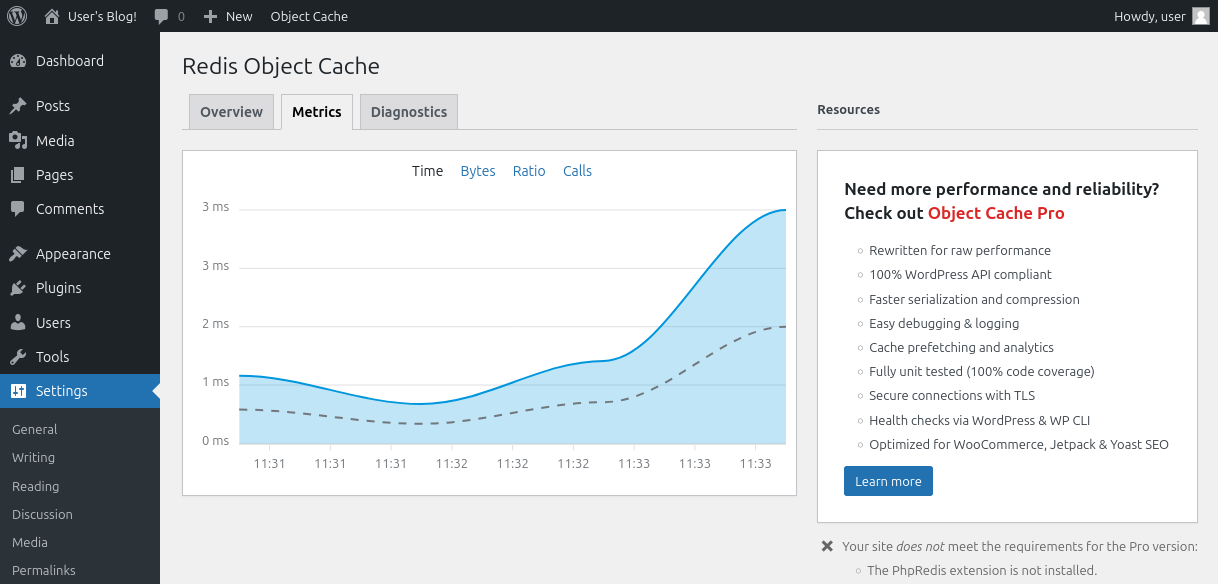 User's Blog!
0
New
Object Cache
Howdy, user
Dashboard
Posts
Media
Pages
Comments
Appearance
Plugins
Users
Tools
Settings
General
Writing
Reading
Discussion
Media
Permalinks
Redis Object Cache
Overview
Metrics
Diagnostics
Time
Bytes
Ratio
Calls
3 ms
3 ms
2 ms
1 ms
0 ms
11:31 11:31 11:31 11:32 11:32 11:32 11:33 11:33 11:33
Resources
Need more performance and reliability?
Check out Object Cache Pro
Rewritten for raw performance
100% WordPress API compliant
Faster serialization and compression
Easy debugging & logging
Cache prefetching and analytics
Fully unit tested (100% code coverage)
Secure connections with TLS
Health checks via WordPress & WP CLI
Optimized for WooCommerce, Jetpack & Yoast SEO
Learn more
Your site does not meet the requirements for the Pro version:
The PhpRedis extension is not installed.